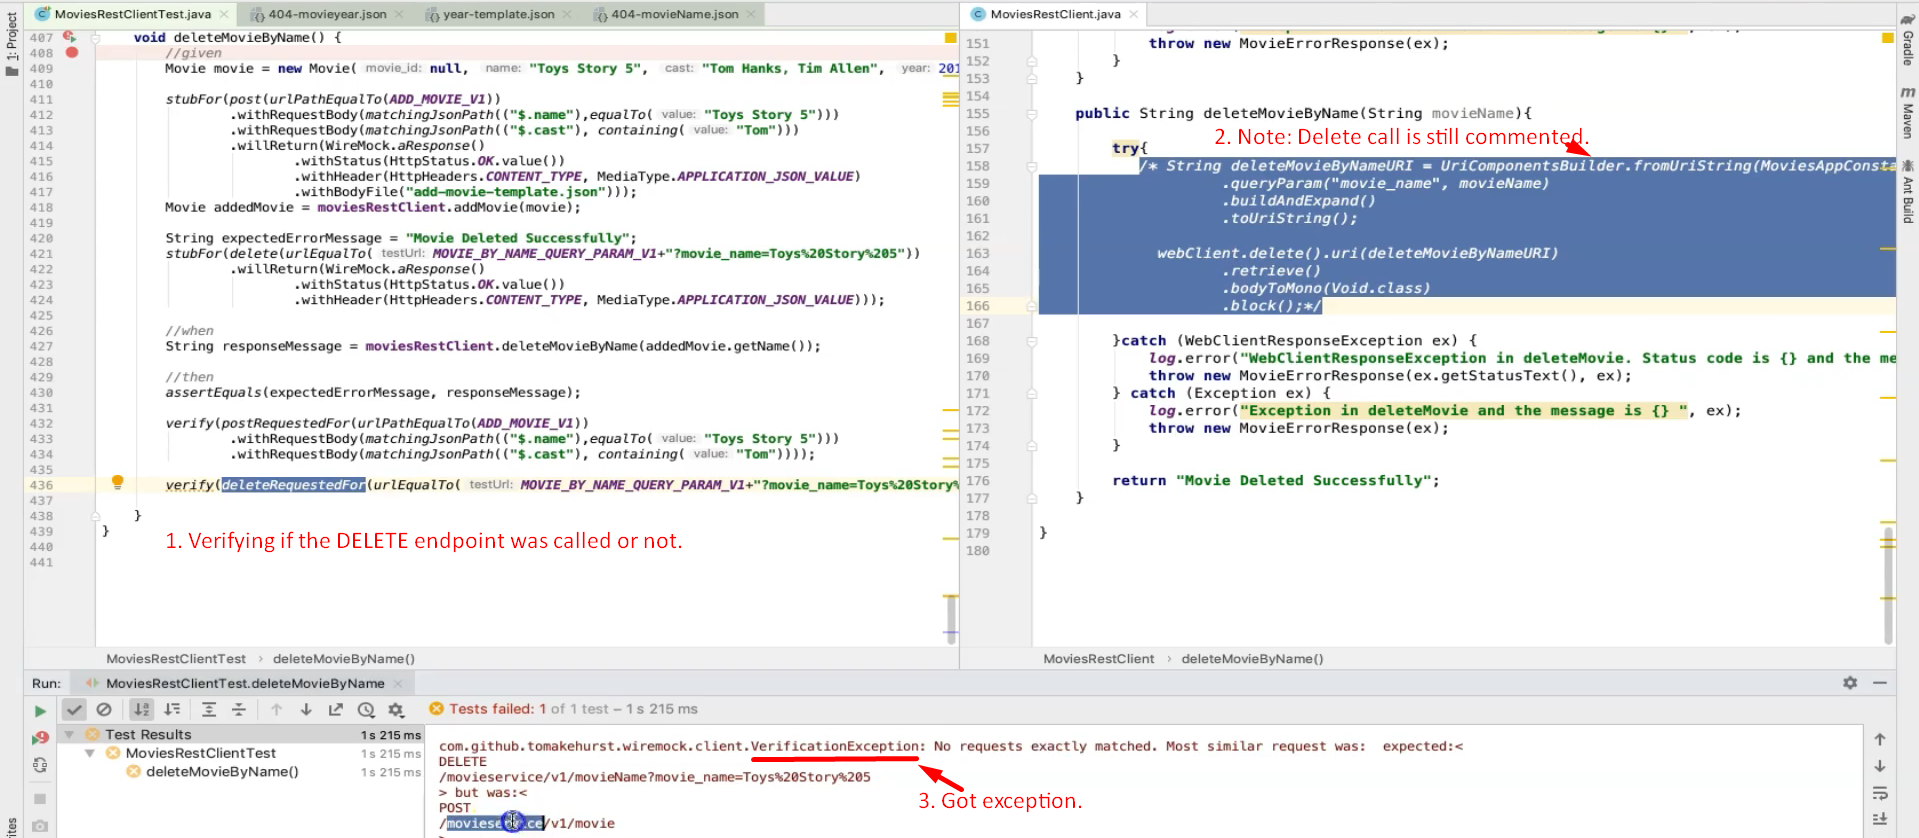 1: Project
MoviesRestClientTest.java
404-movieyear.json
year-template.json
404-movieName.json
407 void deleteMovieByName() {
408 //given
409 Movie movie = new Movie( movie_id: null, name: "Toys Story 5", cast: "Tom Hanks, Tim Allen", year: 201
410
411 stubFor(post(urlPathEqualTo(ADD_MOVIE_V1))
412 .withRequestBody(matchingJsonPath(("$.name"),equalTo( value: "Toys Story 5")))
413 .withRequestBody(matchingJsonPath(("$.cast"), containing( value: "Tom")))
414 .willReturn(WireMock.aResponse()
415 .withStatus(HttpStatus.OK.value())
416 .withHeader(HttpHeaders.CONTENT_TYPE, MediaType.APPLICATION_JSON_VALUE)
417 .withBodyFile("add-movie-template.json")));
418 Movie addedMovie = moviesRestClient.addMovie(movie);
419
420 String expectedErrorMessage = "Movie Deleted Successfully";
421 stubFor(delete(urlEqualTo( testUrl: MOVIE_BY_NAME_QUERY_PARAM_V1+"?movie_name=Toys%20Story%205"))
422 .willReturn(WireMock.aResponse()
423 .withStatus(HttpStatus.OK.value())
424 .withHeader(HttpHeaders.CONTENT_TYPE, MediaType.APPLICATION_JSON_VALUE)));
425
426 //when
427 String responseMessage = moviesRestClient.deleteMovieByName(addedMovie.getName());
428
429 //then
430 assertEquals(expectedErrorMessage, responseMessage);
431
432 verify(postRequestedFor(urlPathEqualTo(ADD_MOVIE_V1))
433 .withRequestBody(matchingJsonPath(("$.name"),equalTo( value: "Toys Story 5")))
434 .withRequestBody(matchingJsonPath(("$.cast"), containing( value: "Tom"))));
435
436 verify(deleteRequestedFor(urlEqualTo( testUrl: MOVIE_BY_NAME_QUERY_PARAM_V1+"?movie_name=Toys%20Story%
437
438 }
439 }
440
441
1. Verifying if the DELETE endpoint was called or not.
MoviesRestClientTest › deleteMovieByName()
MoviesRestClient.java
151 throw new MovieErrorResponse(ex);
152 }
153 }
154
155 public String deleteMovieByName(String movieName){
156
2. Note: Delete call is still commented.
157 try{
158 /* String deleteMovieByNameURI = UriComponentsBuilder.fromUriString(MoviesAppConsta
159 .queryParam("movie_name", movieName)
160 .buildAndExpand()
161 .toUriString();
162
163 webClient.delete().uri(deleteMovieByNameURI)
164 .retrieve()
165 .bodyToMono(Void.class)
166 .block();*/
167
168 }catch (WebClientResponseException ex) {
169 log.error("WebClientResponseException in deleteMovie. Status code is {} and the me
170 throw new MovieErrorResponse(ex.getStatusText(), ex);
171 } catch (Exception ex) {
172 log.error("Exception in deleteMovie and the message is {} ", ex);
173 throw new MovieErrorResponse(ex);
174 }
175
176 return "Movie Deleted Successfully";
177 }
178
179 }
180
MoviesRestClient › deleteMovieByName()
Gradle
m Maven
Ant Build
Run: MoviesRestClientTest.deleteMovieByName
Tests failed: 1 of 1 test – 1 s 215 ms
Test Results 1 s 215 ms
MoviesRestClientTest 1 s 215 ms
deleteMovieByName() 1 s 215 ms
com.github.tomakehurst.wiremock.client.VerificationException: No requests exactly matched. Most similar request was: expected:<
DELETE
/movieservice/v1/movieName?movie_name=Toys%20Story%205
> but was:<
POST
/movieservice/v1/movie
3. Got exception.